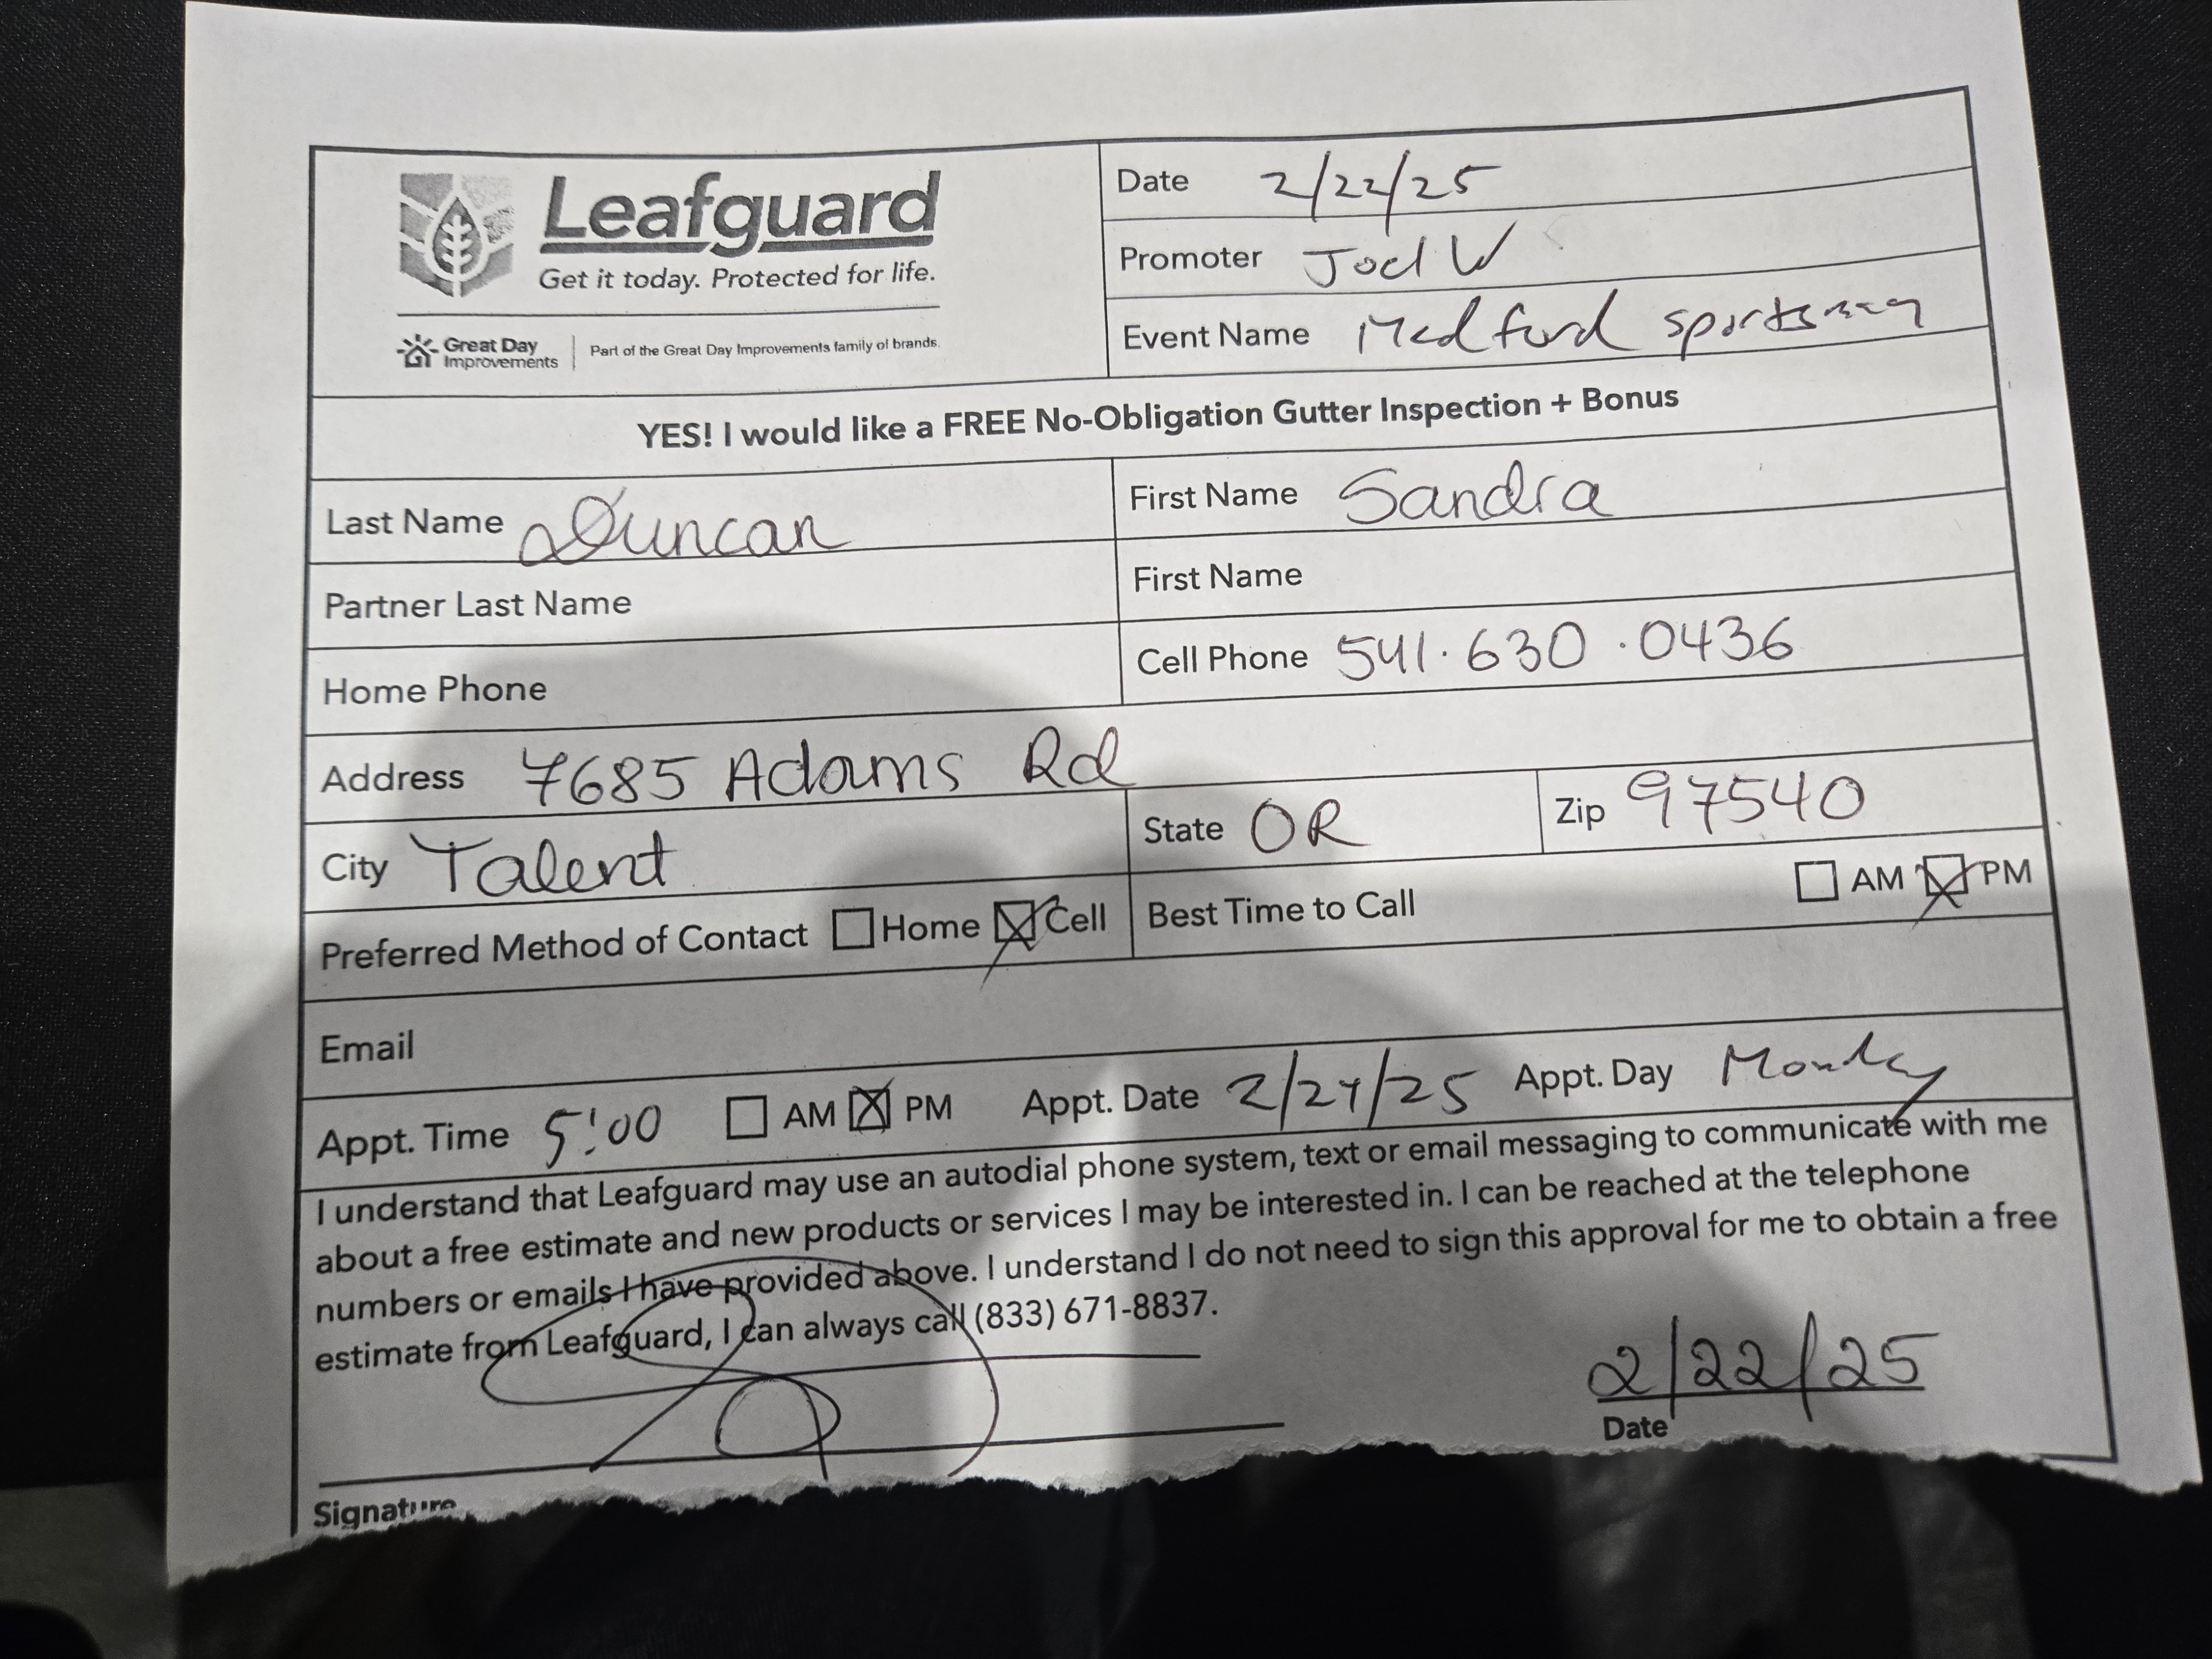 Leafguard
Get it today. Protected for life.
Great Day Improvements | Part of the Great Day Improvements family of brands.
Date 2/22/25
Promoter Joel W
Event Name Medford sportsman
YES! I would like a FREE No-Obligation Gutter Inspection + Bonus
Last Name Duncan First Name Sandra
Partner Last Name First Name
Home Phone Cell Phone 541.630.0436
Address 7685 Adams Rd
City Talent State OR Zip 97540
Preferred Method of Contact Home Cell Best Time to Call AM PM
Email
Appt. Time 5:00 AM PM Appt. Date 2/24/25 Appt. Day Monday
I understand that Leafguard may use an autodial phone system, text or email messaging to communicate with me
about a free estimate and new products or services I may be interested in. I can be reached at the telephone
numbers or emails I have provided above. I understand I do not need to sign this approval for me to obtain a free
estimate from Leafguard, I can always call (833) 671-8837.
2/22/25
Signature Date